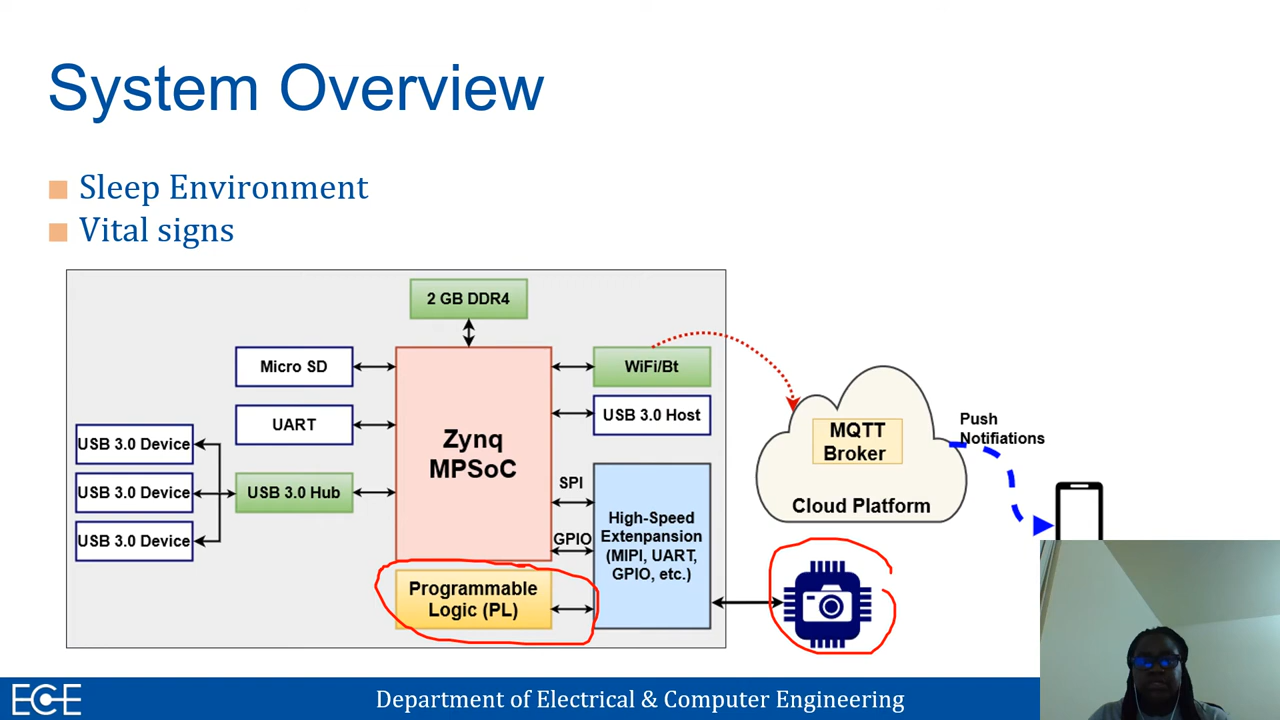 System Overview
Sleep Environment
Vital signs
2 GB DDR4
Micro SD
WiFi/Bt
UART
USB 3.0 Host
Zynq
MPSoC
USB 3.0 Device
USB 3.0 Device
USB 3.0 Device
USB 3.0 Hub
SPI
GPIO
High-Speed
Extenpansion
(MIPI, UART,
GPIO, etc.)
Programmable
Logic (PL)
MQTT
Broker
Cloud Platform
Push
Notifiations
ECE
Department of Electrical & Computer Engineering